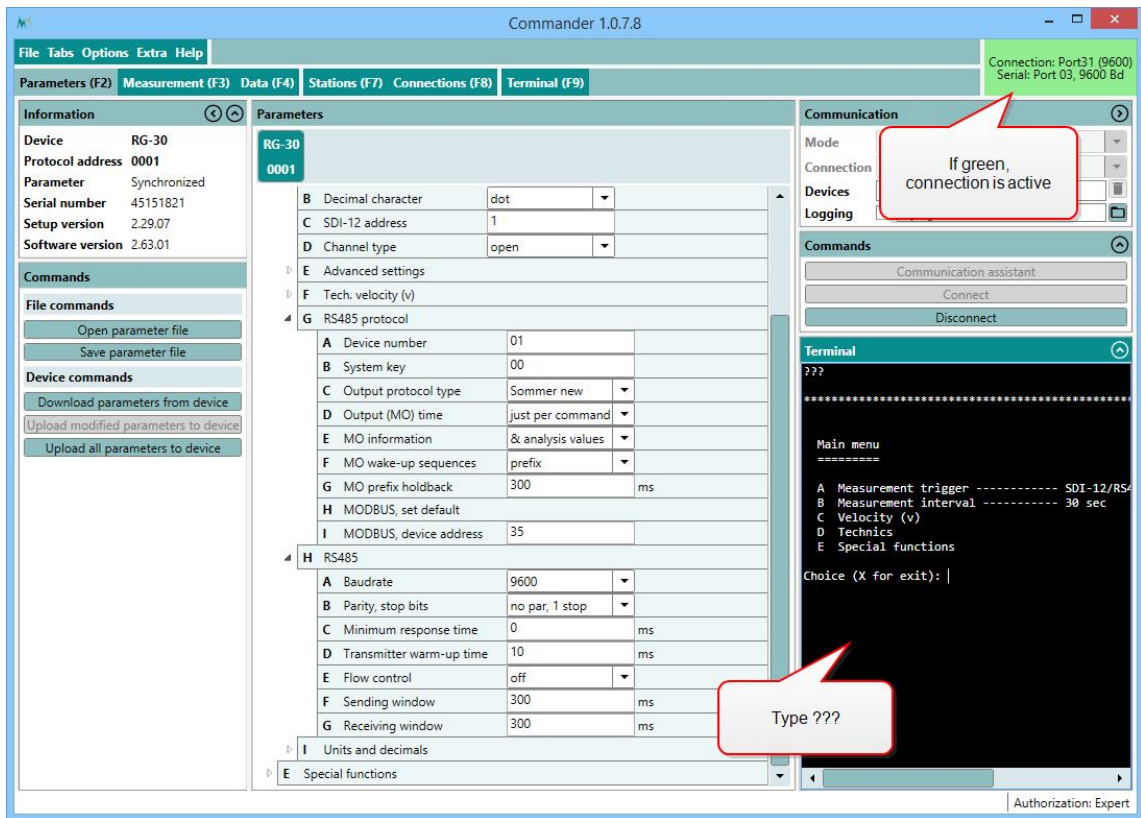 Commander 1.0.7.8
File Tabs Options Extra Help
Connection: Port31 (9600)
Serial: Port 03, 9600 Bd
Parameters (F2) Measurement (F3) Data (F4) Stations (F7) Connections (F8) Terminal (F9)
Information
Device RG-30
Protocol address 0001
Parameter Synchronized
Serial number 45151821
Setup version 2.29.07
Software version 2.63.01
Commands
File commands
Open parameter file
Save parameter file
Device commands
Download parameters from device
Upload modified parameters to device
Upload all parameters to device
Parameters
RG-30
0001
B Decimal character dot
C SDI-12 address 1
D Channel type open
E Advanced settings
F Tech. velocity (v)
G RS485 protocol
A Device number 01
B System key 00
C Output protocol type Sommer new
D Output (MO) time just per command
E MO information & analysis values
F MO wake-up sequences prefix
G MO prefix holdback 300 ms
H MODBUS, set default
I MODBUS, device address 35
H RS485
A Baudrate 9600
B Parity, stop bits no par, 1 stop
C Minimum response time 0 ms
D Transmitter warm-up time 10 ms
E Flow control off
F Sending window 300 ms
G Receiving window 300 ms
I Units and decimals
E Special functions
Communication
Mode
Connection
Devices
Logging
If green,
connection is active
Commands
Communication assistant
Connect
Disconnect
Terminal
???
************************************************
Main menu
=========
A Measurement trigger ------------ SDI-12/RS4
B Measurement interval ----------- 30 sec
C Velocity (v)
D Technics
E Special functions
Choice (X for exit): |
Type ???
Authorization: Expert